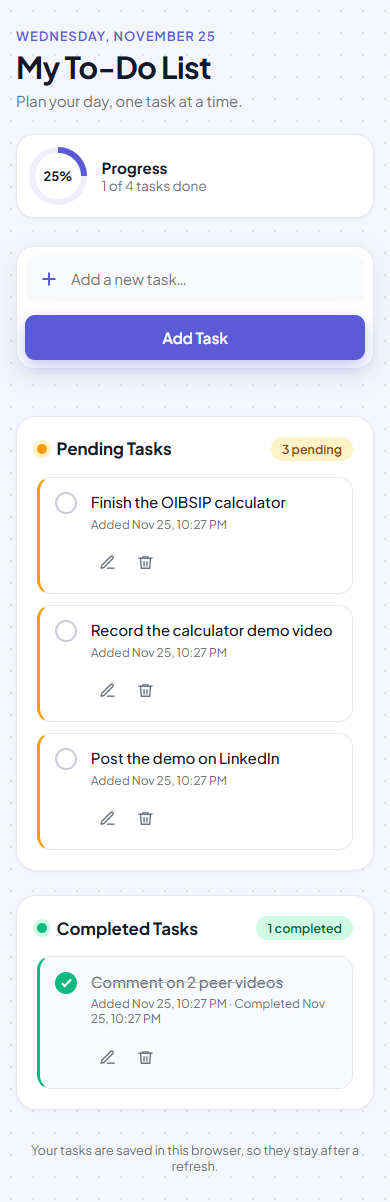 WEDNESDAY, NOVEMBER 25
My To-Do List
Plan your day, one task at a time.
25%
Progress
1 of 4 tasks done
Add a new task...
Add Task
Pending Tasks
3 pending
Finish the OIBSIP calculator
Added Nov 25, 10:27 PM
Record the calculator demo video
Added Nov 25, 10:27 PM
Post the demo on LinkedIn
Added Nov 25, 10:27 PM
Completed Tasks
1 completed
Comment on 2 peer videos
Added Nov 25, 10:27 PM · Completed Nov
25, 10:27 PM
Your tasks are saved in this browser, so they stay after a
refresh.